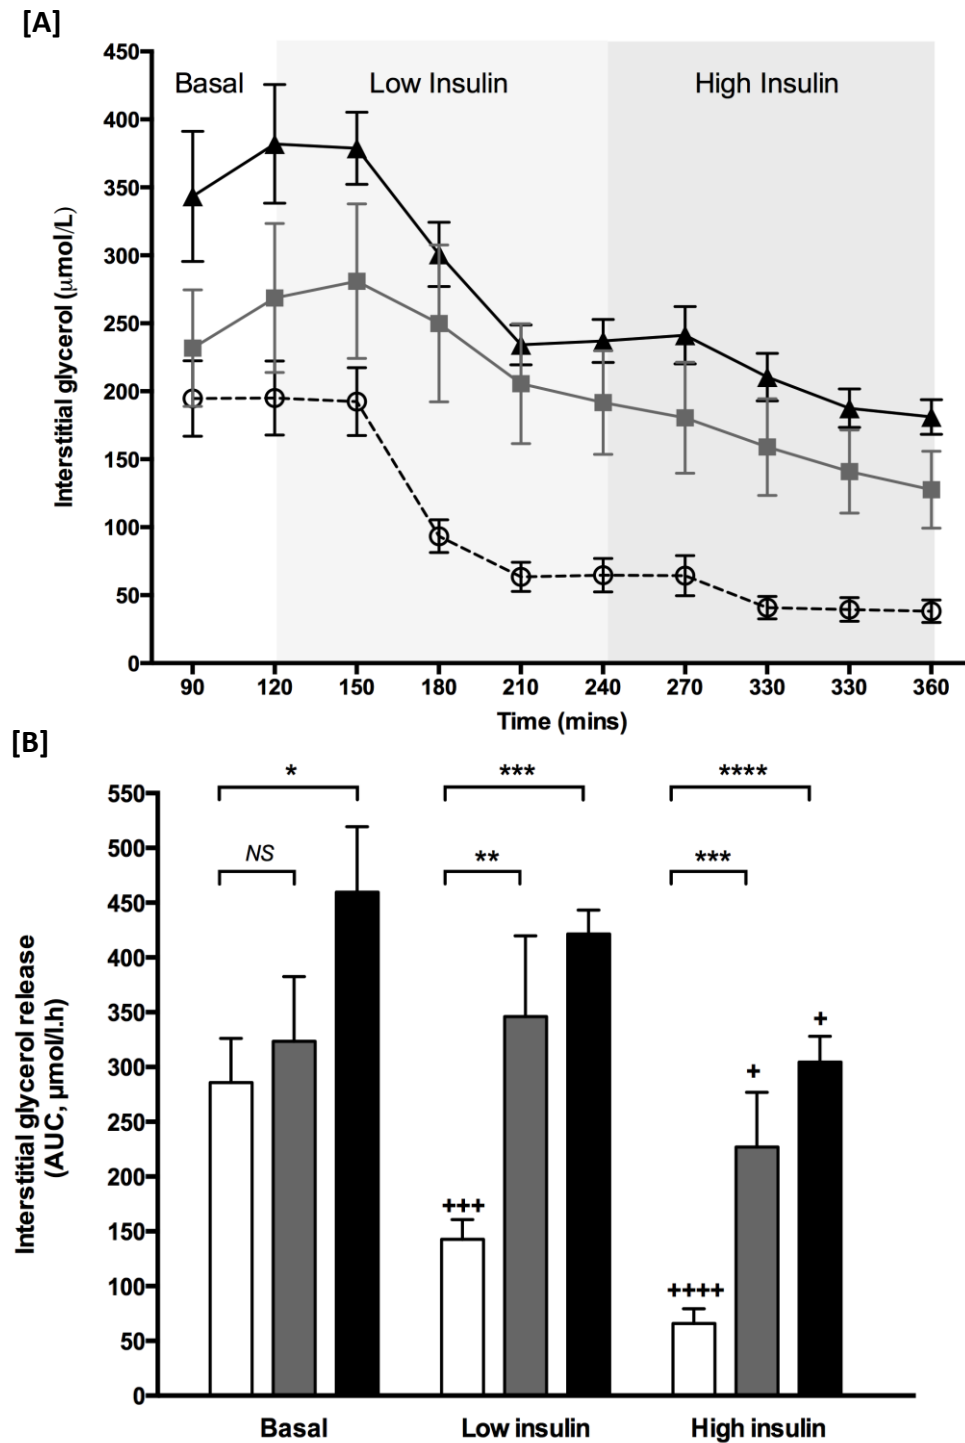 [A]
450
400
350
300
250
200
150
100
50
0
Interstitial glycerol (μmol/L)
Basal Low Insulin High Insulin
90 120 150 180 210 240 270 330 330 360
Time (mins)
[B]
550
500
450
400
350
300
250
200
150
100
50
0
Interstitial glycerol release
(AUC, μmol/l.h)
* *** ****
NS ** ***
+
+
+++
++++
Basal Low insulin High insulin